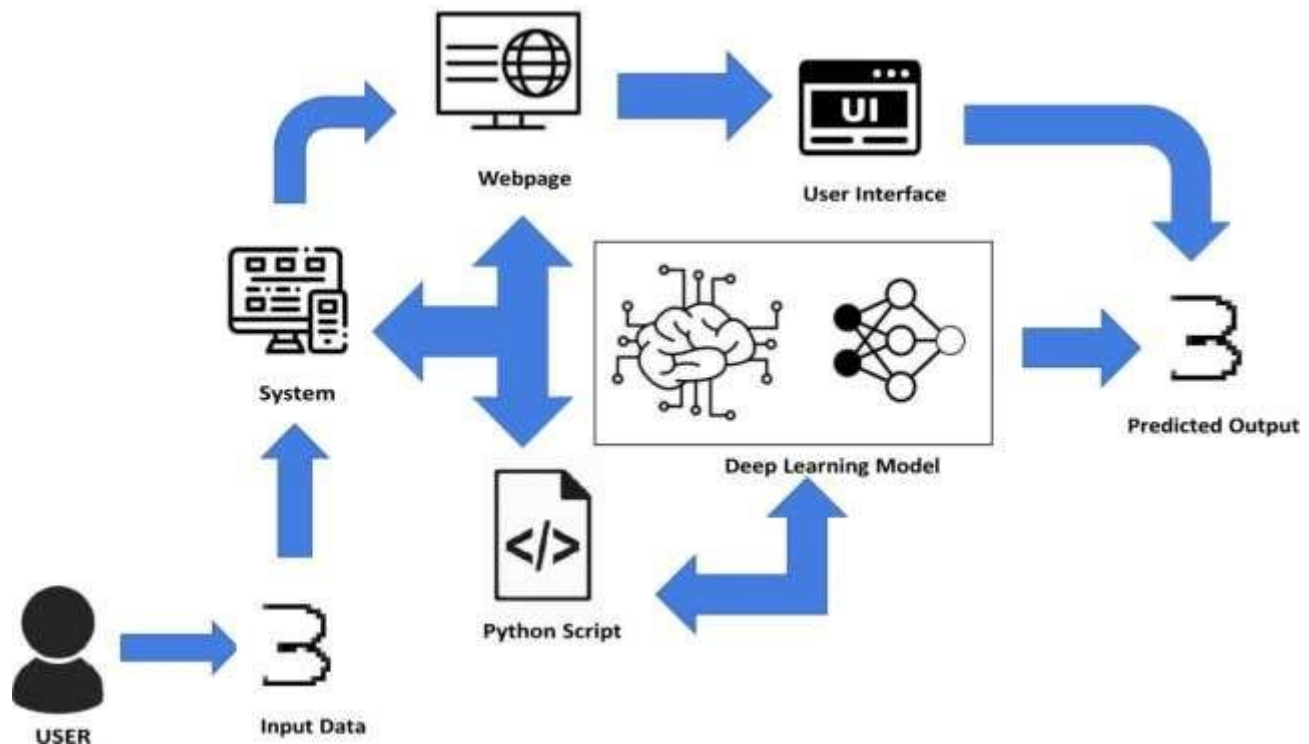 UI
Webpage
User Interface
System
Deep Learning Model
Predicted Output
</>
Python Script
USER
Input Data